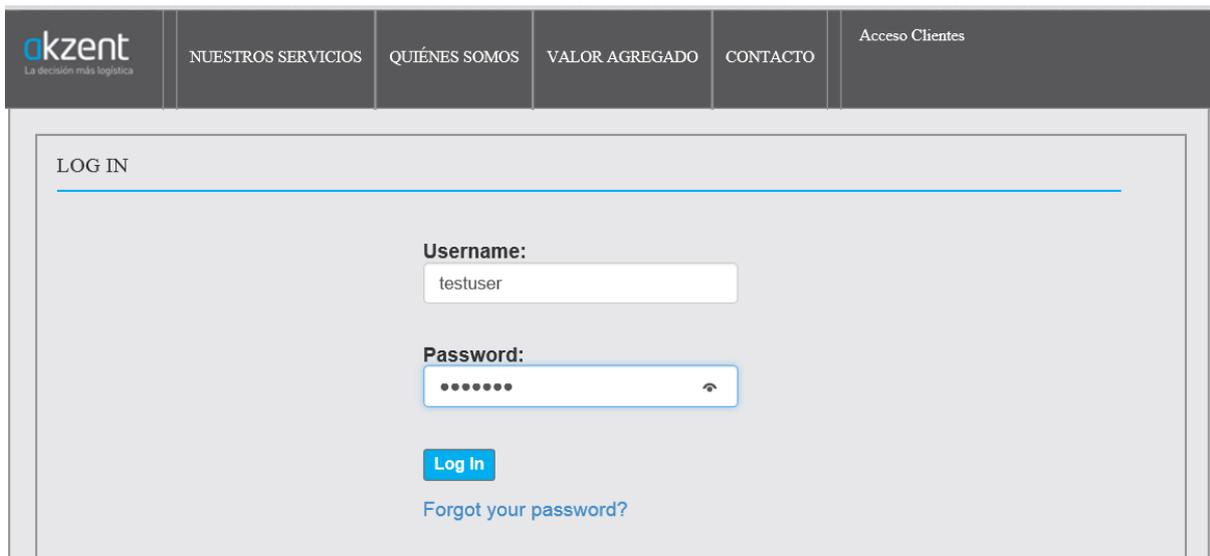 akzent
La decisión más logística
NUESTROS SERVICIOS
QUIÉNES SOMOS
VALOR AGREGADO
CONTACTO
Acceso Clientes
LOG IN
Username:
testuser
Password:
•••••••
Log In
Forgot your password?